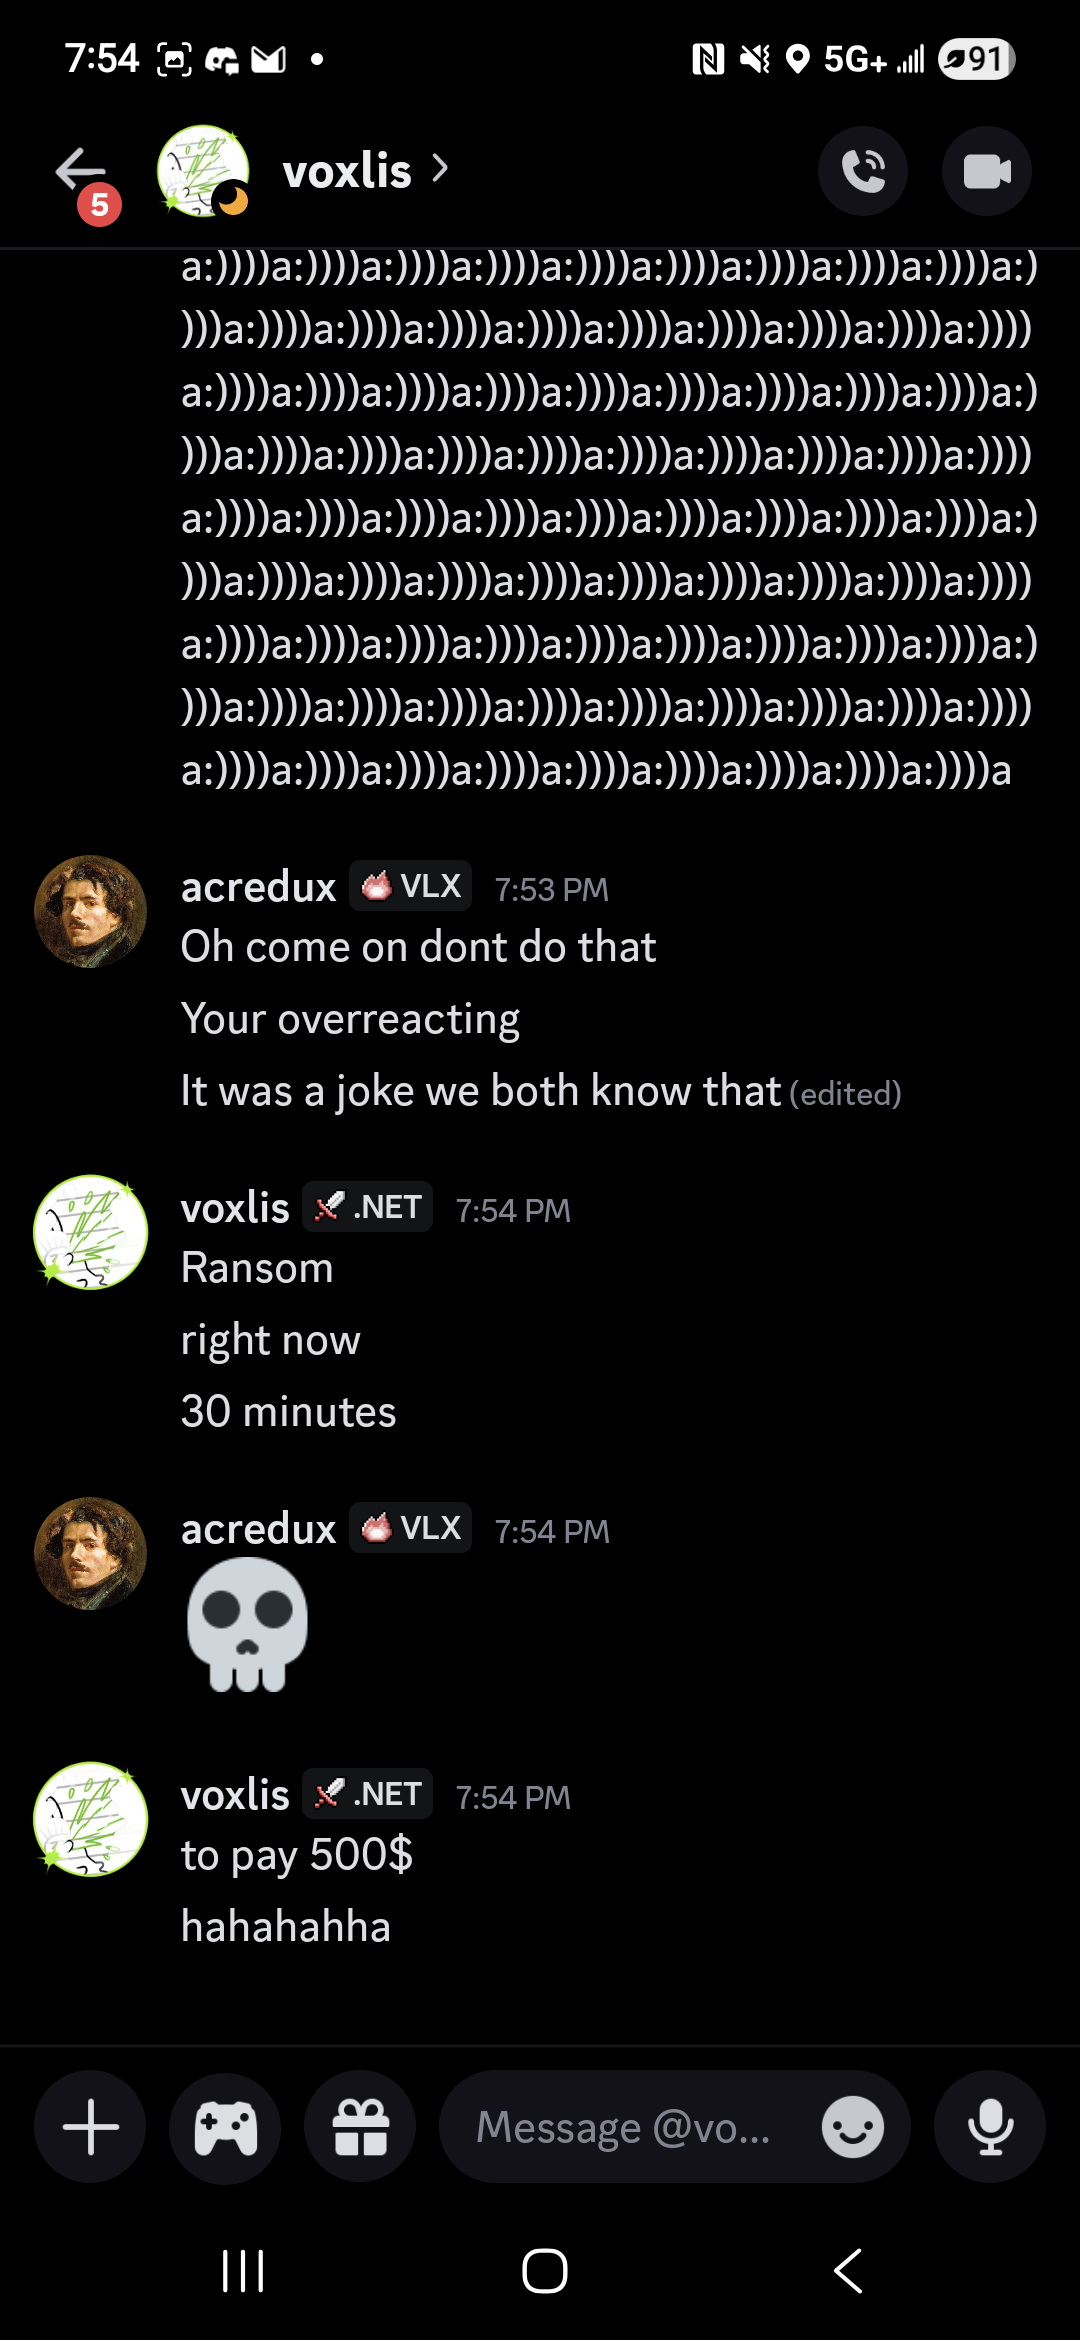 7:54
5G+
91
5
voxlis
a:))))a:))))a:))))a:))))a:))))a:))))a:))))a:))))a:))))a:)
)))a:))))a:))))a:))))a:))))a:))))a:))))a:))))a:))))a:))))
a:))))a:))))a:))))a:))))a:))))a:))))a:))))a:))))a:))))a:)
)))a:))))a:))))a:))))a:))))a:))))a:))))a:))))a:))))a:))))
a:))))a:))))a:))))a:))))a:))))a:))))a:))))a:))))a:))))a:)
)))a:))))a:))))a:))))a:))))a:))))a:))))a:))))a:))))a:))))
a:))))a:))))a:))))a:))))a:))))a:))))a:))))a:))))a:))))a:)
)))a:))))a:))))a:))))a:))))a:))))a:))))a:))))a:))))a:))))
a:))))a:))))a:))))a:))))a:))))a:))))a:))))a:))))a:))))a
acredux VLX 7:53 PM
Oh come on dont do that
Your overreacting
It was a joke we both know that (edited)
voxlis .NET 7:54 PM
Ransom
right now
30 minutes
acredux VLX 7:54 PM
voxlis .NET 7:54 PM
to pay 500$
hahahahha
Message @vo...